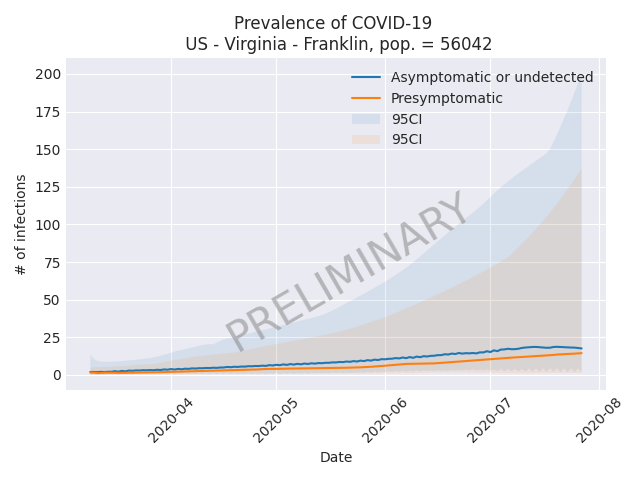 Prevalence of COVID-19
US - Virginia - Franklin, pop. = 56042
Asymptomatic or undetected
Presymptomatic
95CI
95CI
PRELIMINARY
# of infections
200
175
150
125
100
75
50
25
0
2020-04
2020-05
2020-06
2020-07
2020-08
Date